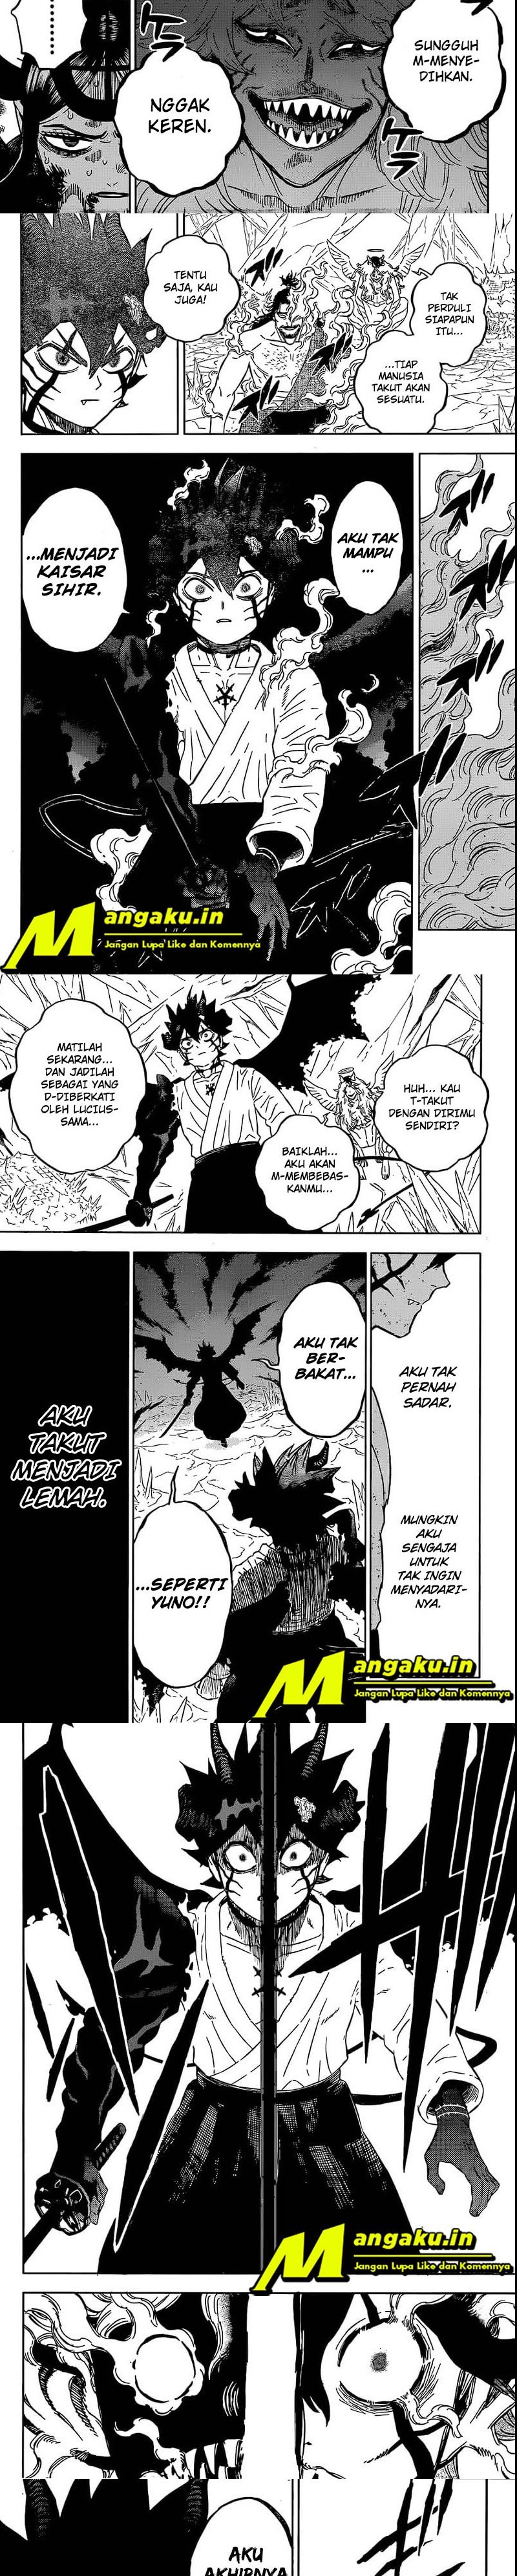 SUNGGUH
M-MENYE-
DIHKAN.
NGGAK
KEREN.
TAK
PERDULI
SIAPAPUN
ITU...
...TIAP
MANUSIA
TAKUT AKAN
SESUATU.
TENTU
SAJA, KAU
JUGA!
AKU TAK
MAMPU
...
...MENJADI
KAISAR
SIHIR.
Mangaku.in
Jangan Lupa Like dan Komennya
HUH... KAU
T-TAKUT
DENGAN DIRIMU
SENDIRI?
BAIKLAH...
AKU AKAN
M-MEMBEBAS-
KANMU...
MATILAH
SEKARANG...
DAN JADILAH
SEBAGAI YANG
D-DIBERKATI
OLEH LUCIUS-
SAMA...
AKU TAK
PERNAH
SADAR.
MUNGKIN
AKU
SENGAJA
UNTUK
TAK INGIN
MENYADARI-
NYA.
AKU TAK
BER-
BAKAT...
...SEPERTI
YUNO!!
AKU
TAKUT
MENJADI
LEMAH.
Mangaku.in
Jangan Lupa Like dan Komennya
Mangaku.in
Jangan Lupa Like dan Komennya
AKU
AKHIRNYA